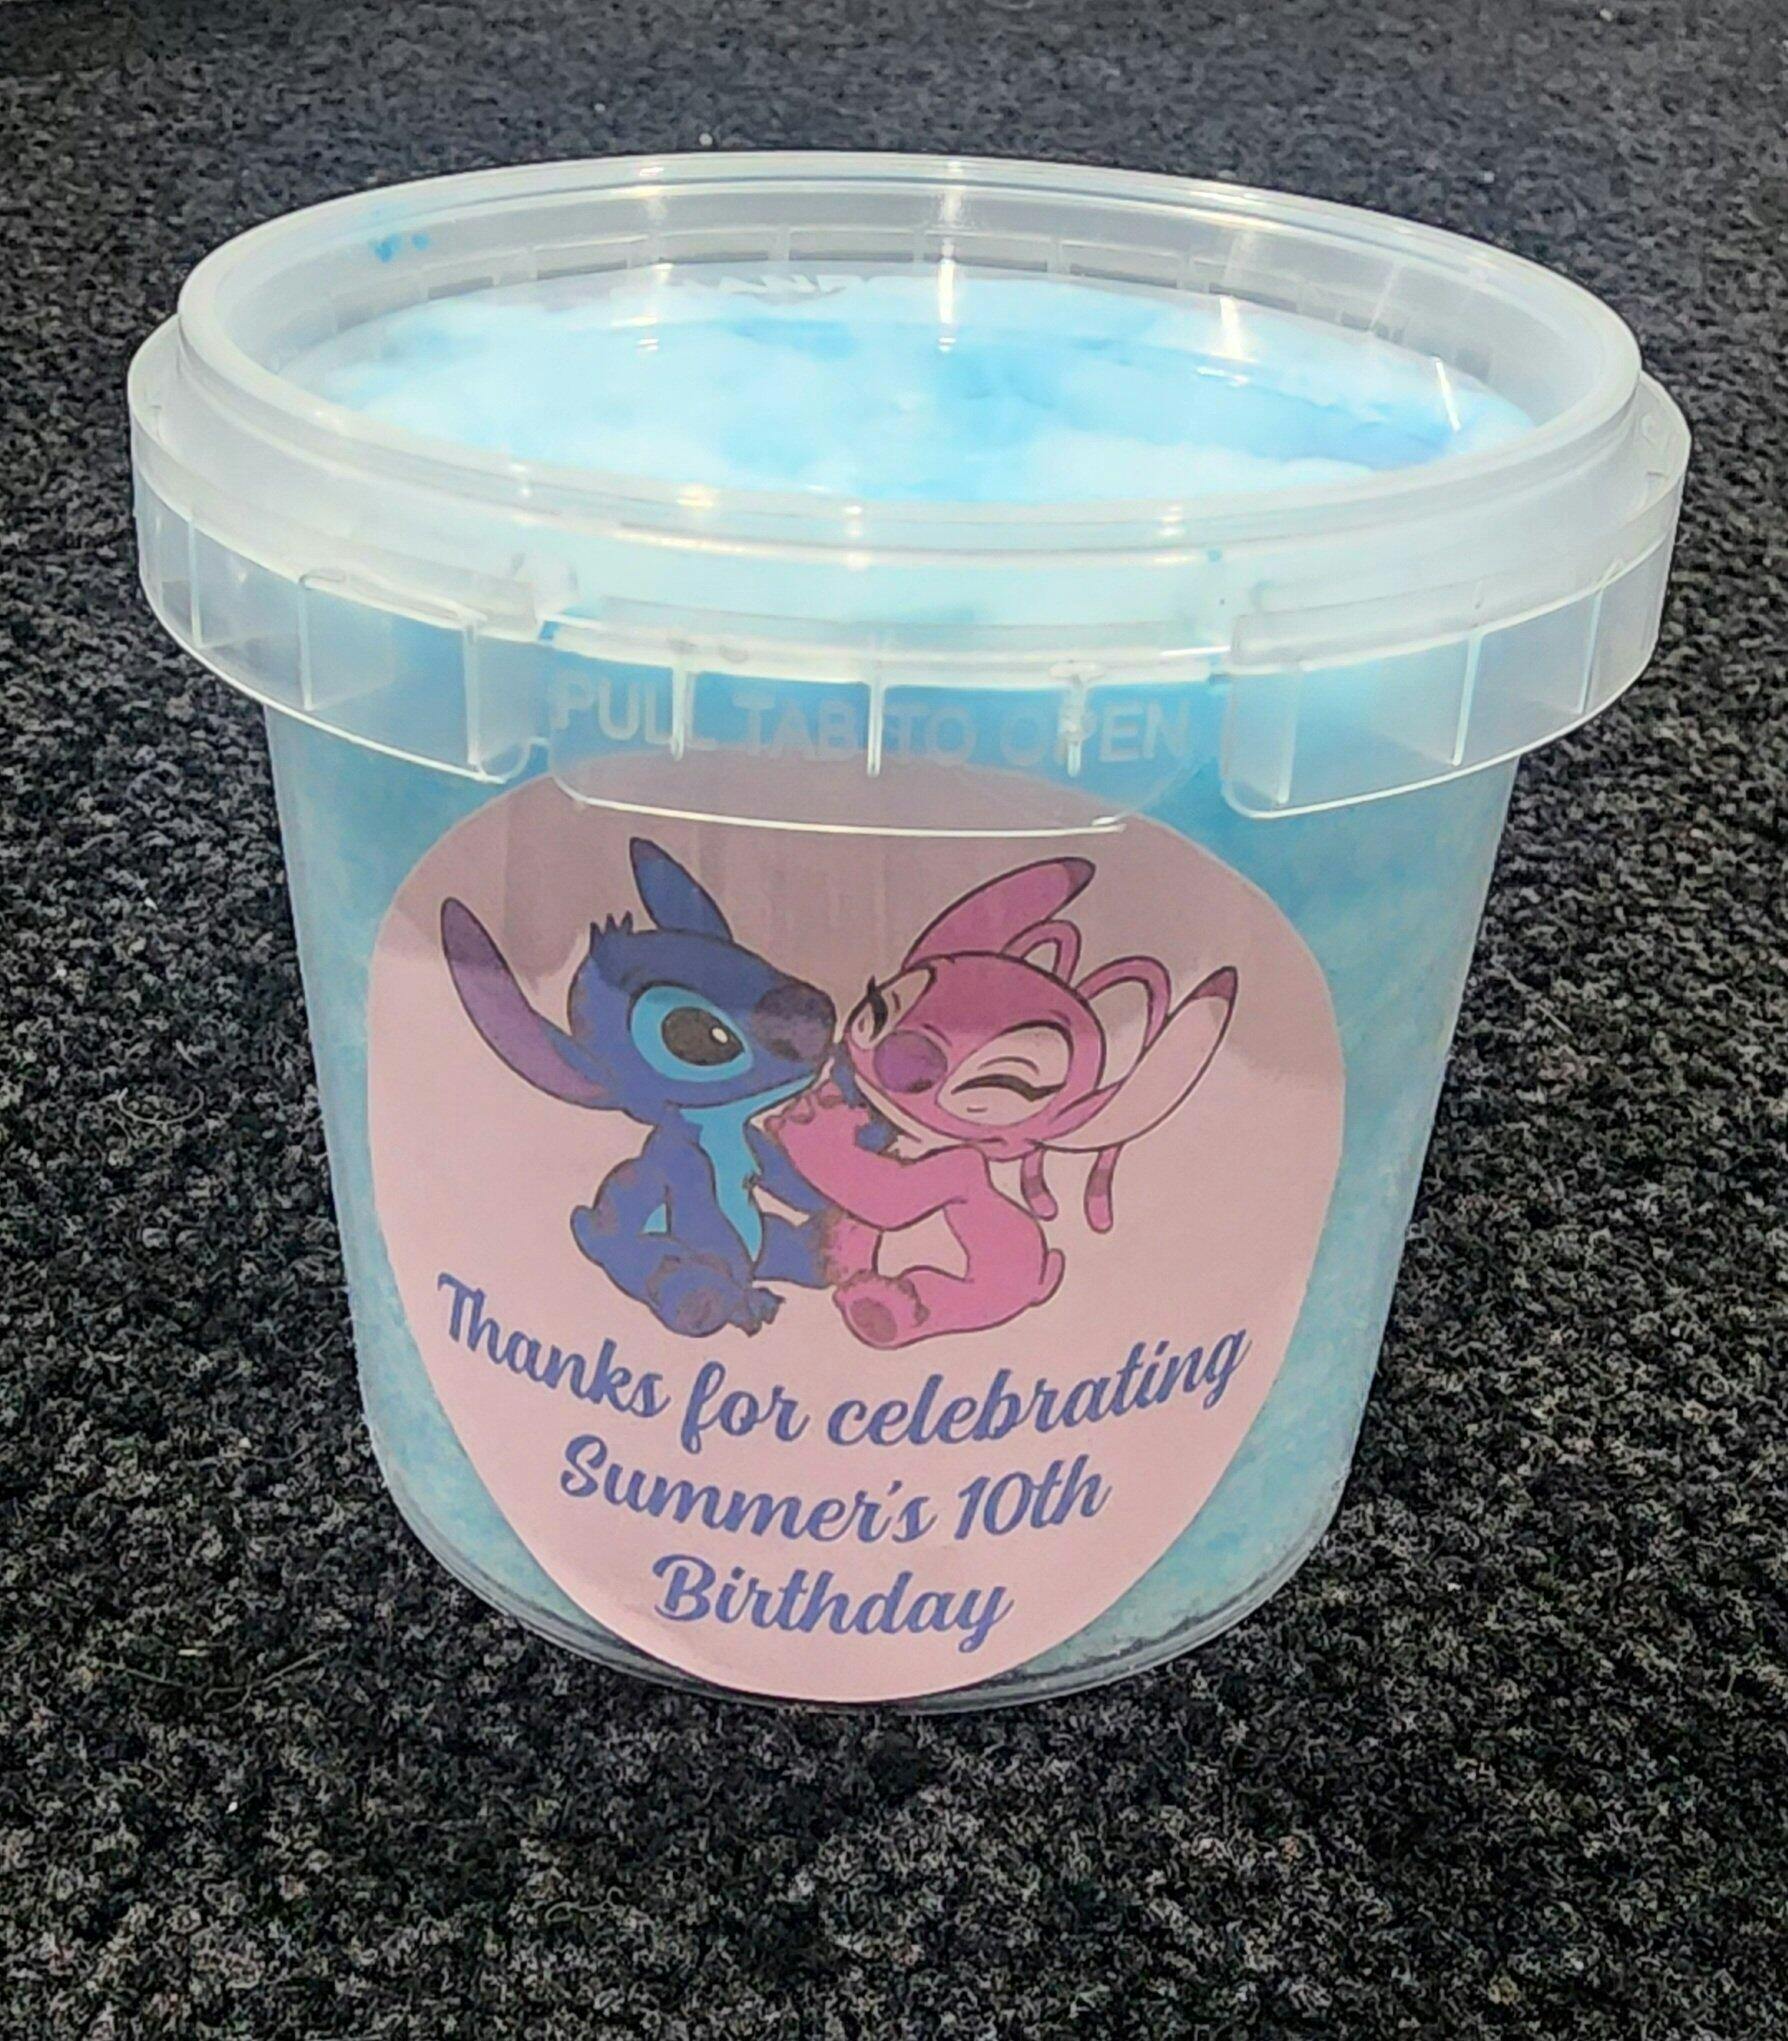 PULL TAB TO OPEN
Thanks for celebrating
Summer's 10th
Birthday